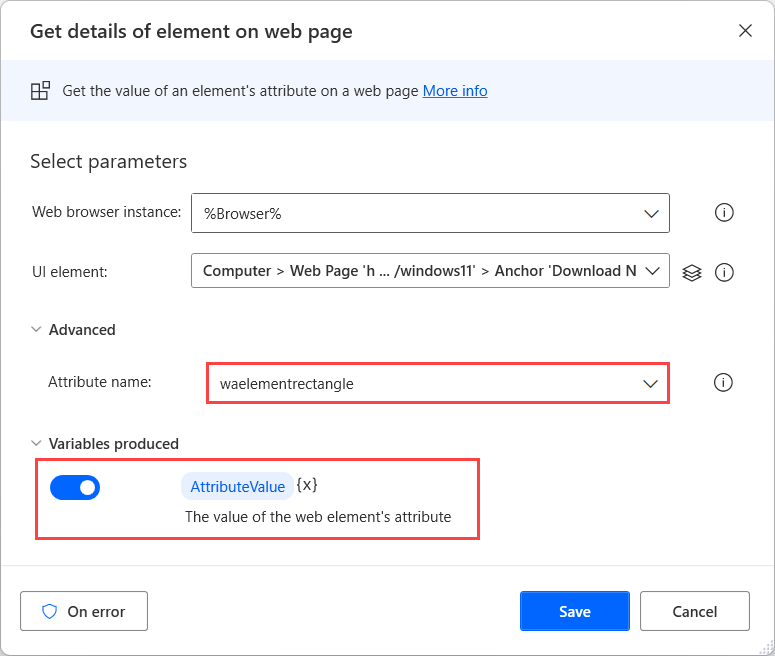 Get details of element on web page
Get the value of an element's attribute on a web page More info
Select parameters
Web browser instance: %Browser%
UI element: Computer > Web Page 'h ... /windows11' > Anchor 'Download N
Advanced
Attribute name: waelementrectangle
Variables produced
AttributeValue {x}
The value of the web element's attribute
On error Save Cancel